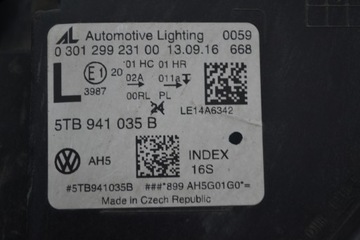 AL Automotive Lighting 0059
0 301 299 231 00 13.09.16 668
L E1 20 01 HC 01 HR
02A 011a
3987 00RL PL
24 LE14A6342
5TB 941 035 B
VW AH5 INDEX
16S
#5TB941035B ###*899 AH5G01G0*=
Made in Czech Republic